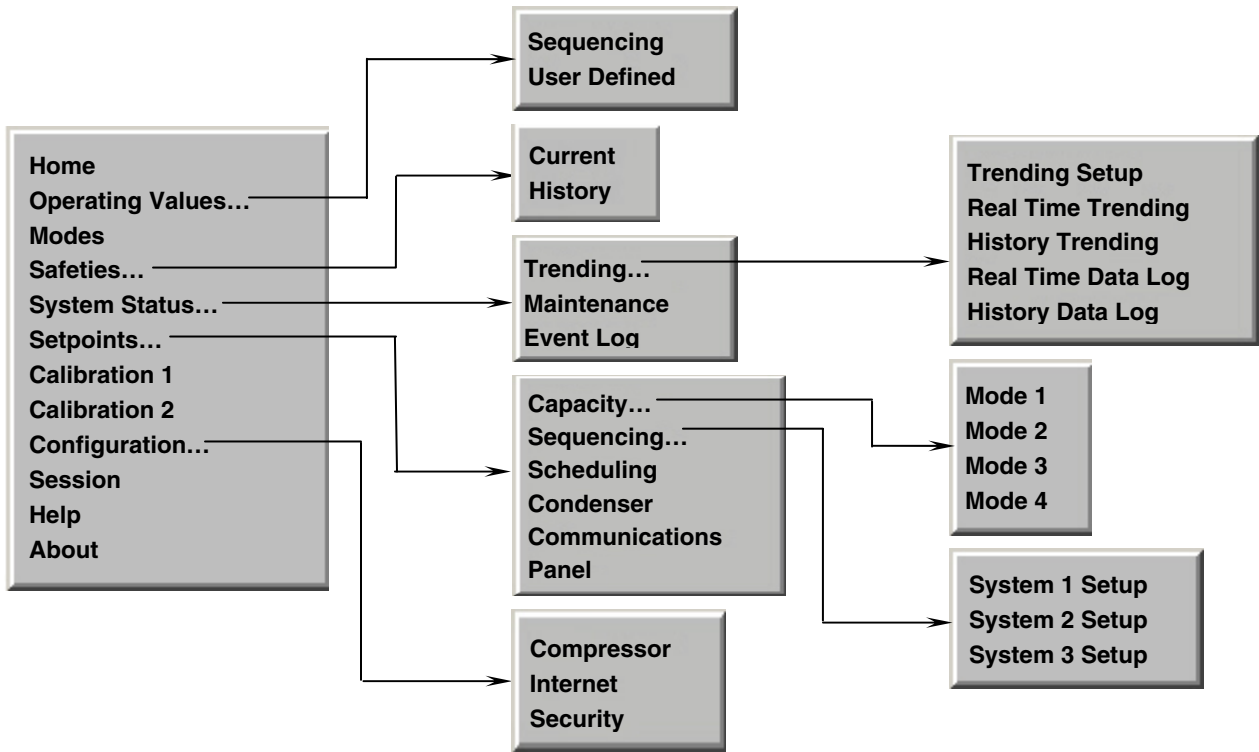 Home
Operating Values…
Modes
Safeties…
System Status…
Setpoints…
Calibration 1
Calibration 2
Configuration…
Session
Help
About
Sequencing
User Defined
Current
History
Trending…
Maintenance
Event Log
Capacity…
Sequencing…
Scheduling
Condenser
Communications
Panel
Compressor
Internet
Security
Trending Setup
Real Time Trending
History Trending
Real Time Data Log
History Data Log
Mode 1
Mode 2
Mode 3
Mode 4
System 1 Setup
System 2 Setup
System 3 Setup